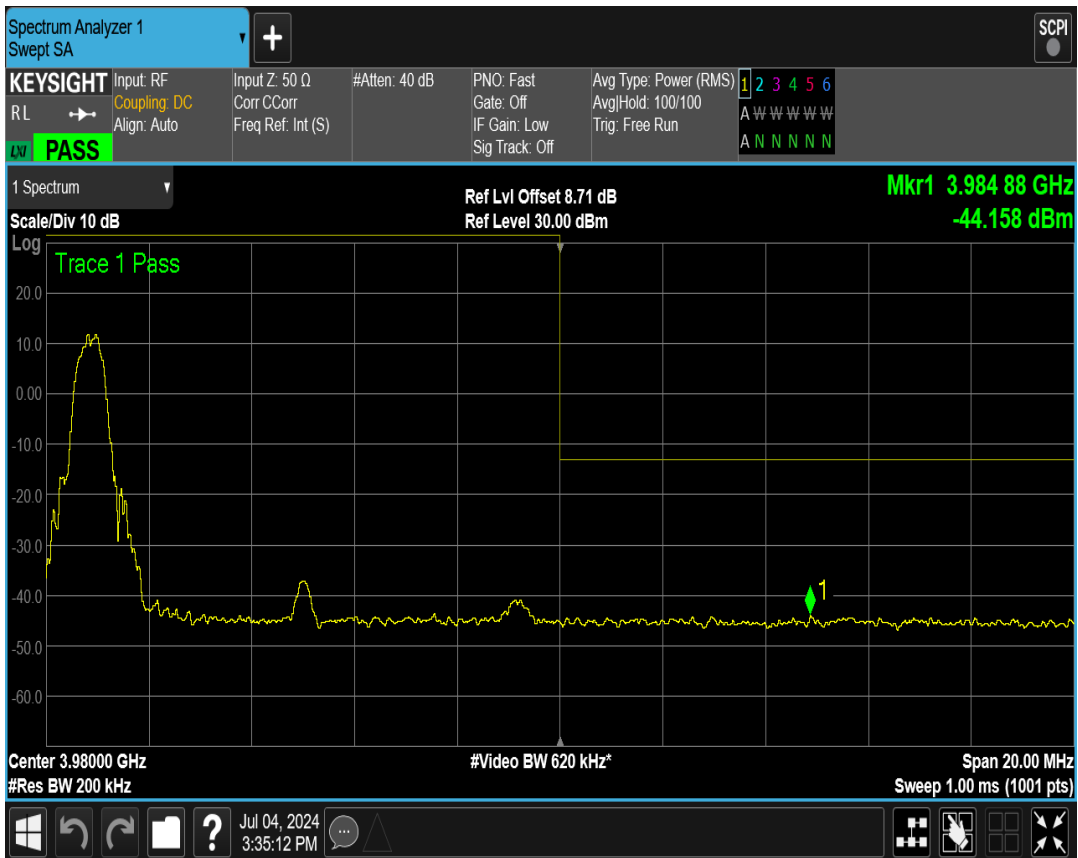 Spectrum Analyzer 1
Swept SA
SCPI
KEYSIGHT
RL
LXI PASS
Input: RF
Coupling: DC
Align: Auto
Input Z: 50 Ω
Corr CCorr
Freq Ref: Int (S)
#Atten: 40 dB
PNO: Fast
Gate: Off
IF Gain: Low
Sig Track: Off
Avg Type: Power (RMS)
Avg|Hold: 100/100
Trig: Free Run
1 2 3 4 5 6
A W W W W W
A N N N N N
1 Spectrum
Scale/Div 10 dB
Ref Lvl Offset 8.71 dB
Ref Level 30.00 dBm
Mkr1 3.984 88 GHz
-44.158 dBm
Log
Trace 1 Pass
20.0
10.0
0.00
-10.0
-20.0
-30.0
-40.0
1
-50.0
-60.0
Center 3.98000 GHz
#Res BW 200 kHz
#Video BW 620 kHz*
Span 20.00 MHz
Sweep 1.00 ms (1001 pts)
?
Jul 04, 2024
3:35:12 PM